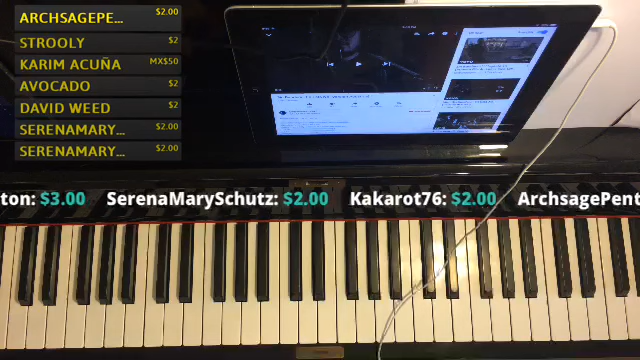 ARCHSAGEPE... $2.00
STROOLY $2
KARIM ACUÑA MX$50
AVOCADO $2
DAVID WEED $2
SERENAMARY... $2.00
SERENAMARY... $2.00
ton: $3.00 SerenaMarySchutz: $2.00 Kakarot76: $2.00 ArchsagePent